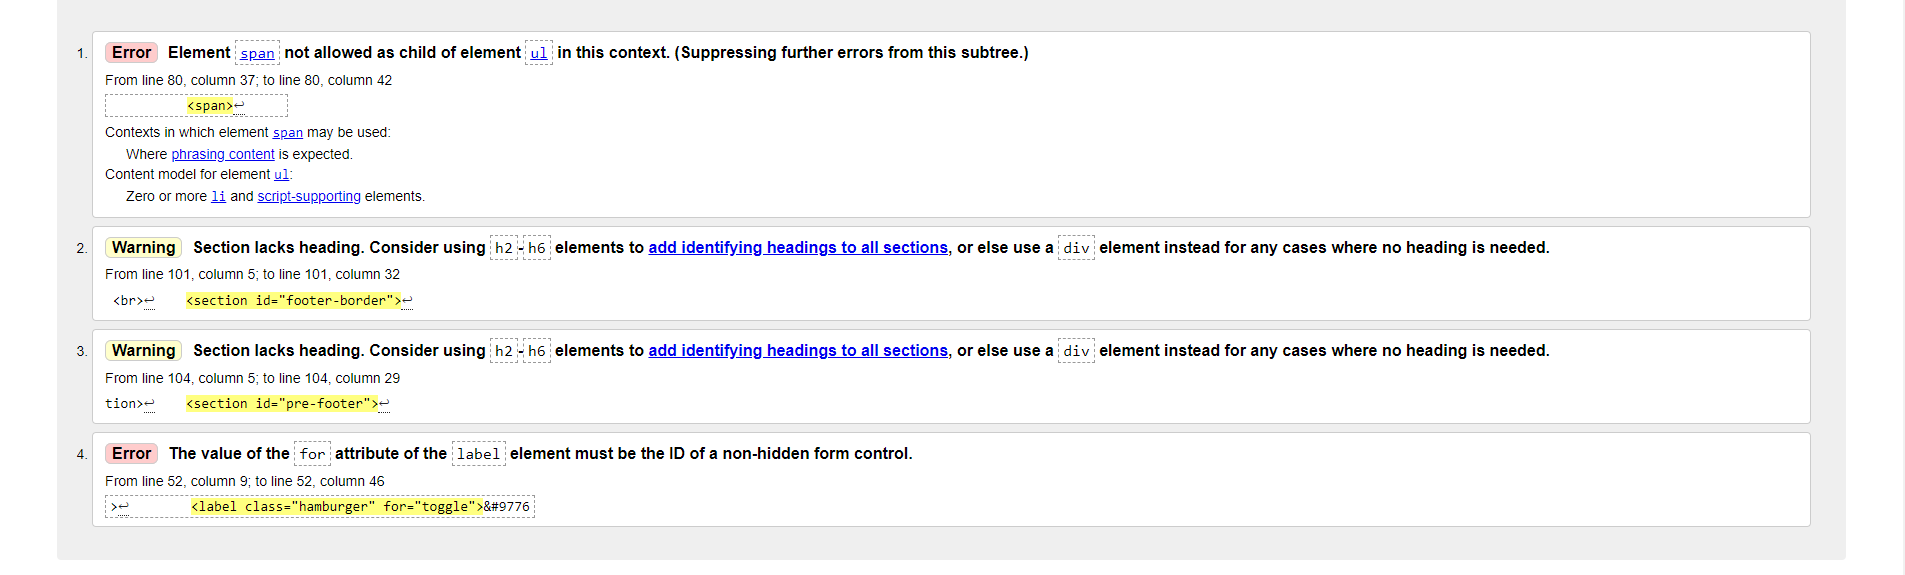 1. Error Element span not allowed as child of element ul in this context. (Suppressing further errors from this subtree.)
From line 80, column 37; to line 80, column 42
<span>↩
Contexts in which element span may be used:
Where phrasing content is expected.
Content model for element ul:
Zero or more li and script-supporting elements.
2. Warning Section lacks heading. Consider using h2-h6 elements to add identifying headings to all sections, or else use a div element instead for any cases where no heading is needed.
From line 101, column 5; to line 101, column 32
<br>↩    <section id="footer-border">↩
3. Warning Section lacks heading. Consider using h2-h6 elements to add identifying headings to all sections, or else use a div element instead for any cases where no heading is needed.
From line 104, column 5; to line 104, column 29
tion>↩    <section id="pre-footer">↩
4. Error The value of the for attribute of the label element must be the ID of a non-hidden form control.
From line 52, column 9; to line 52, column 46
>↩        <label class="hamburger" for="toggle">&#9776